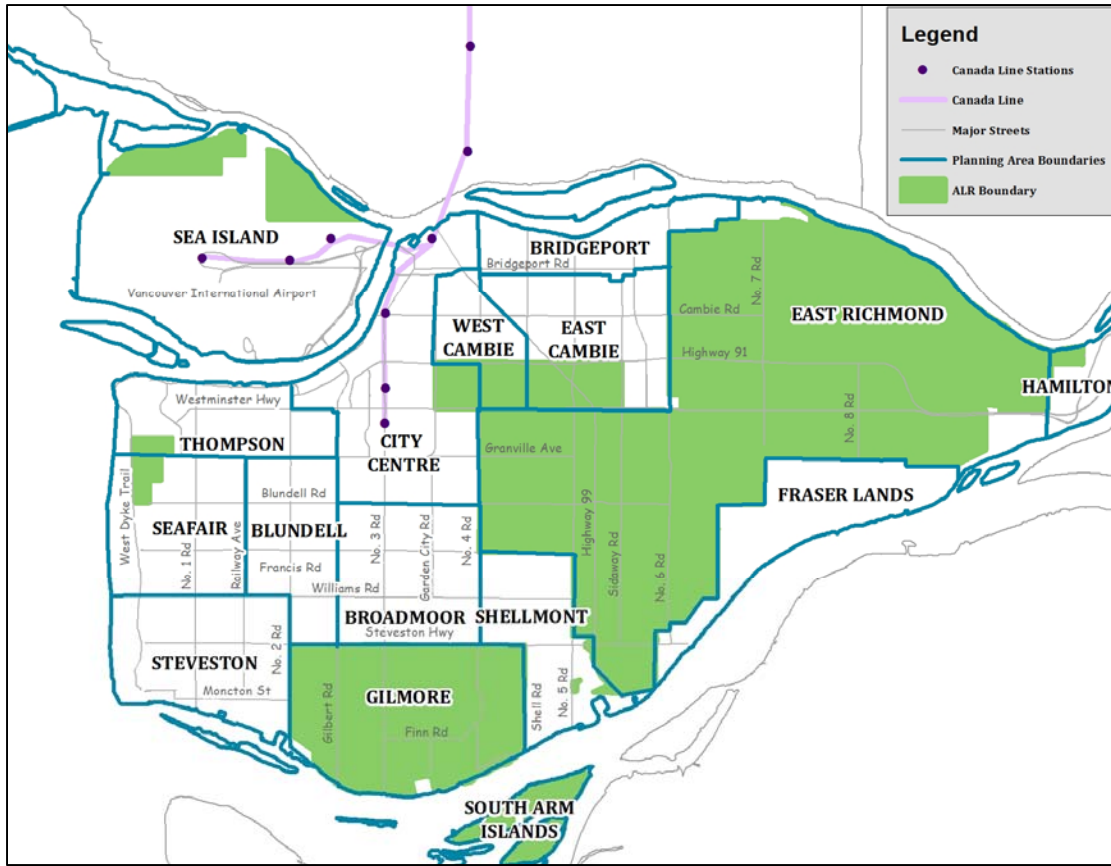 Legend
Canada Line Stations
Canada Line
Major Streets
Planning Area Boundaries
ALR Boundary
SEA ISLAND
BRIDGEPORT
Bridgeport Rd
No. 7 Rd
Vancouver International Airport
Cambie Rd
EAST RICHMOND
WEST
CAMBIE
EAST
CAMBIE
Highway 91
HAMILTON
Westminster Hwy
No. 8 Rd
THOMPSON
CITY
CENTRE
Granville Ave
West Dyke Trail
Blundell Rd
FRASER LANDS
SEAFAIR
Railway Ave
BLUNDELL
No. 3 Rd
Garden City Rd
No. 4 Rd
Highway 99
Sidaway Rd
No. 6 Rd
No. 1 Rd
Francis Rd
Williams Rd
BROADMOOR
SHELLMONT
Steveston Hwy
No. 2 Rd
STEVESTON
Moncton St
GILMORE
Gilbert Rd
Finn Rd
Shell Rd
No. 5 Rd
SOUTH ARM
ISLANDS